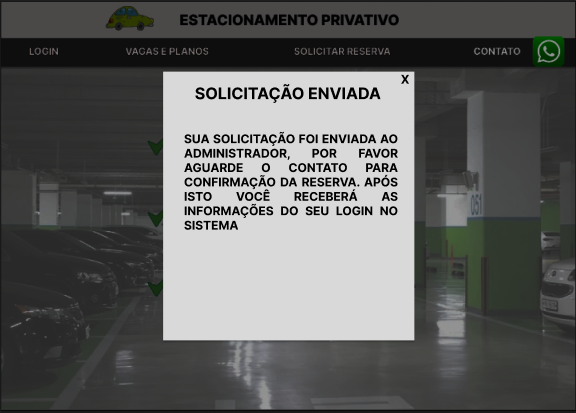 ESTACIONAMENTO PRIVATIVO
LOGIN VAGAS E PLANOS SOLICITAR RESERVA CONTATO
X
SOLICITAÇÃO ENVIADA
SUA SOLICITAÇÃO FOI ENVIADA AO
ADMINISTRADOR, POR FAVOR
AGUARDE O CONTATO PARA
CONFIRMAÇÃO DA RESERVA. APÓS
ISTO VOCÊ RECEBERÁ AS
INFORMAÇÕES DO SEU LOGIN NO
SISTEMA
051